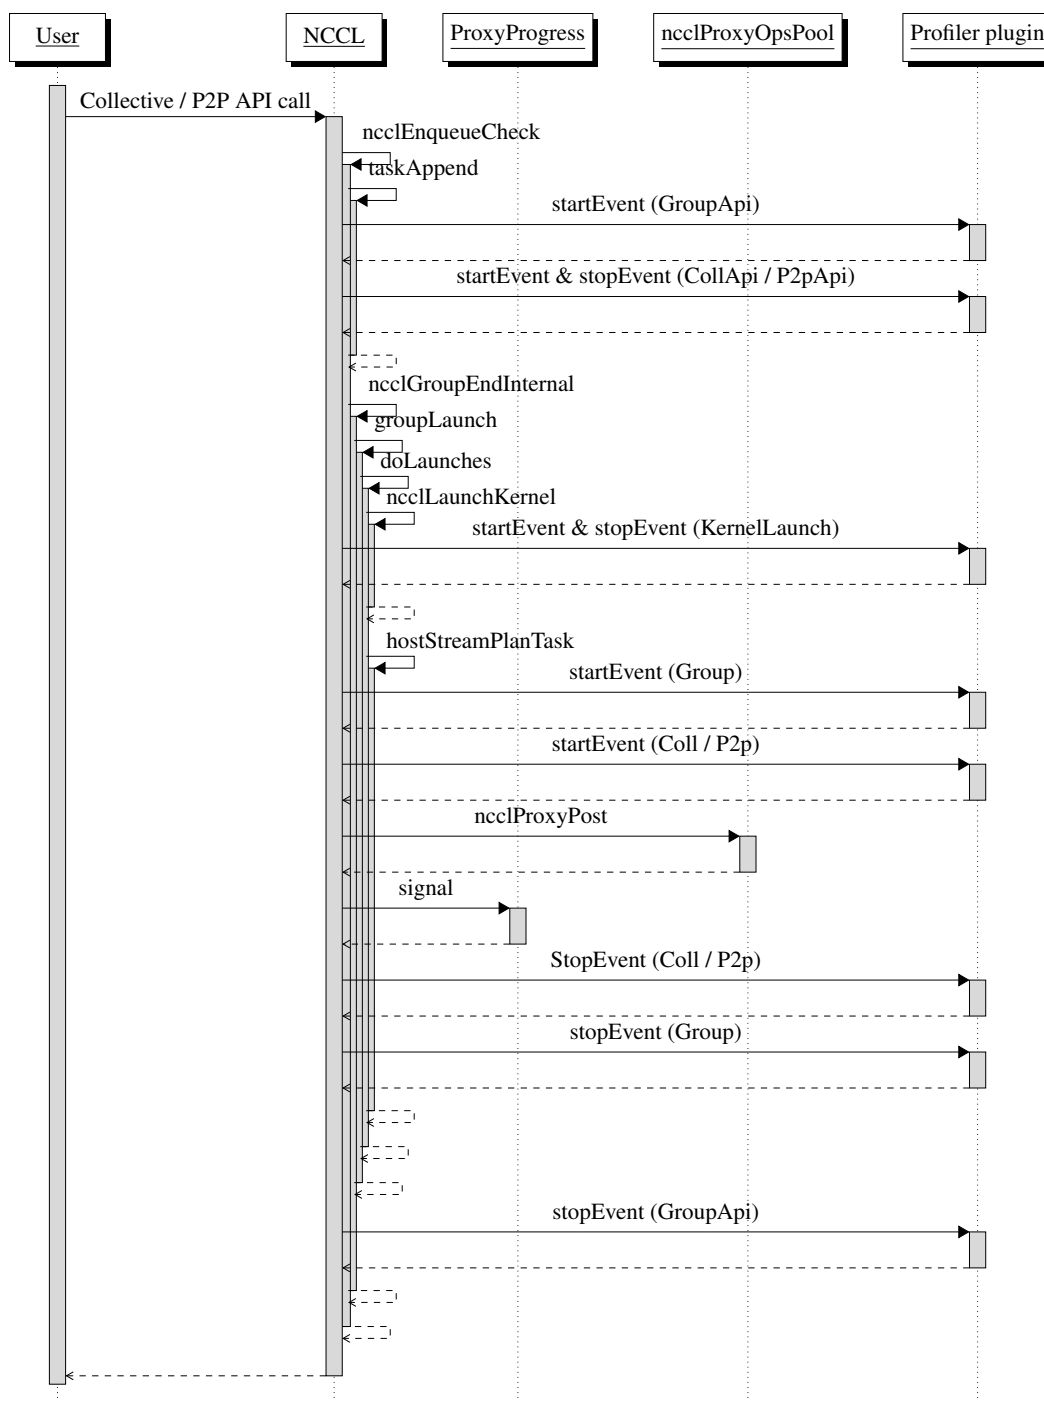 User
NCCL
ProxyProgress
ncclProxyOpsPool
Profiler plugin
Collective / P2P API call
ncclEnqueueCheck
taskAppend
startEvent (GroupApi)
startEvent & stopEvent (CollApi / P2pApi)
ncclGroupEndInternal
groupLaunch
doLaunches
ncclLaunchKernel
startEvent & stopEvent (KernelLaunch)
hostStreamPlanTask
startEvent (Group)
startEvent (Coll / P2p)
ncclProxyPost
signal
StopEvent (Coll / P2p)
stopEvent (Group)
stopEvent (GroupApi)